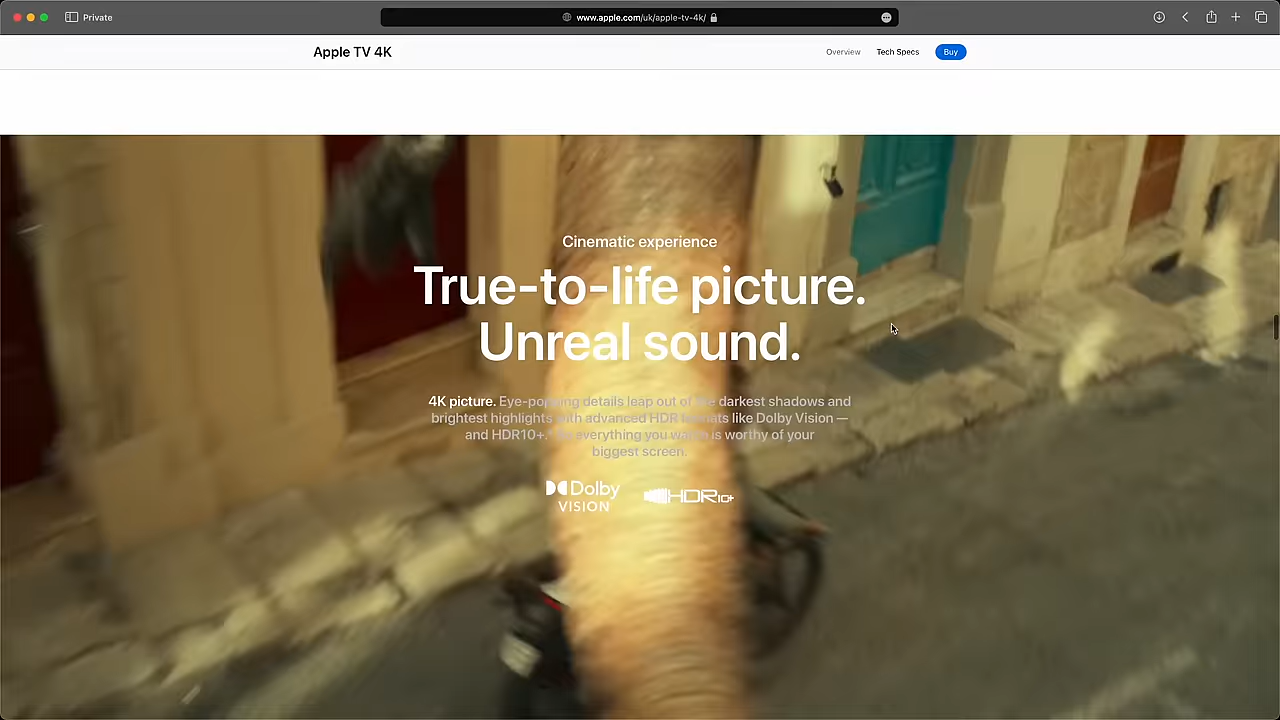 Private
www.apple.com/uk/apple-tv-4k/
Apple TV 4K
Overview
Tech Specs
Buy
Cinematic experience
True-to-life picture.
Unreal sound.
4K picture. Eye-popping details leap out of the darkest shadows and
brightest highlights with advanced HDR formats like Dolby Vision —
and HDR10+. So everything you watch is worthy of your
biggest screen.
Dolby
VISION
HDR10+